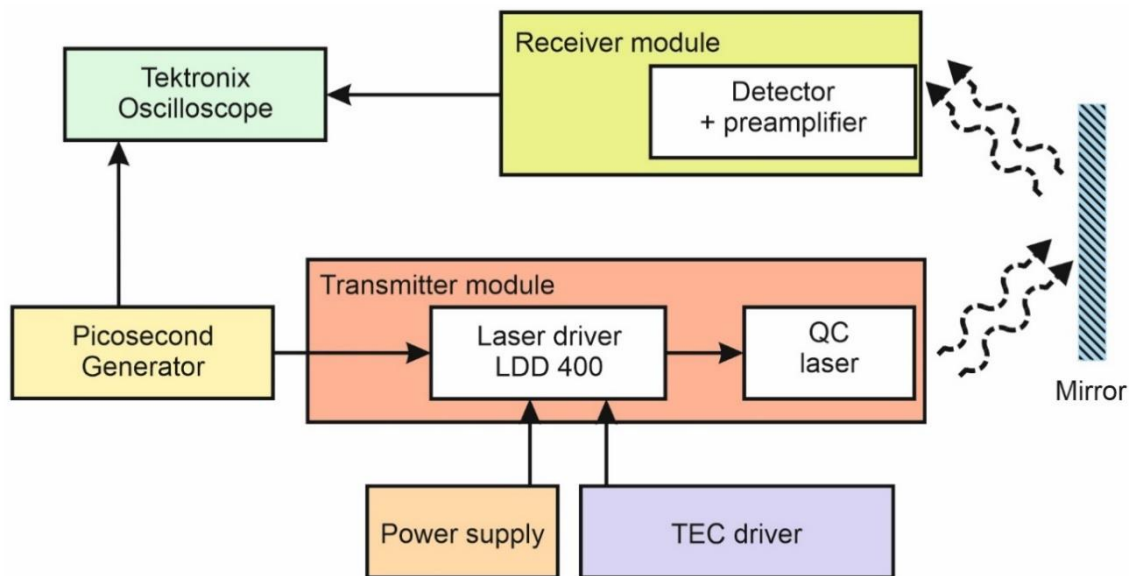 Receiver module
Tektronix
Oscilloscope
Detector
+ preamplifier
Transmitter module
Picosecond
Generator
Laser driver
LDD 400
QC
laser
Mirror
Power supply
TEC driver